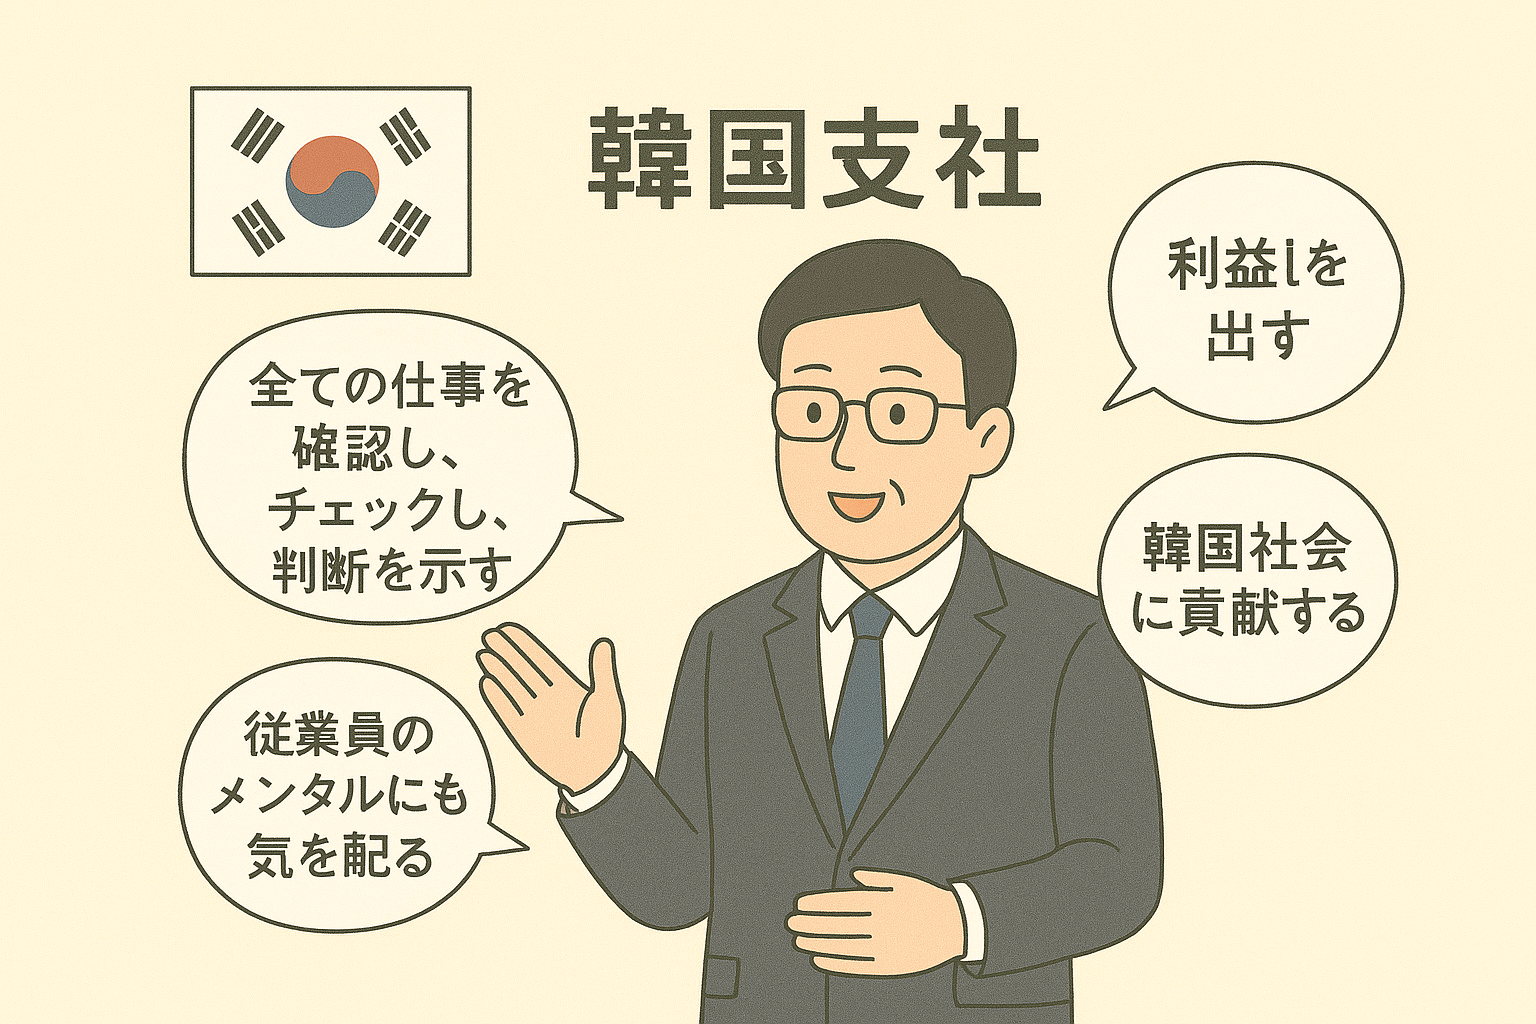 韓国支社
全ての仕事を
確認し、
チェックし、
判断を示す
従業員の
メンタルにも
気を配る
利益lを
出す
韓国社会
に貢献する